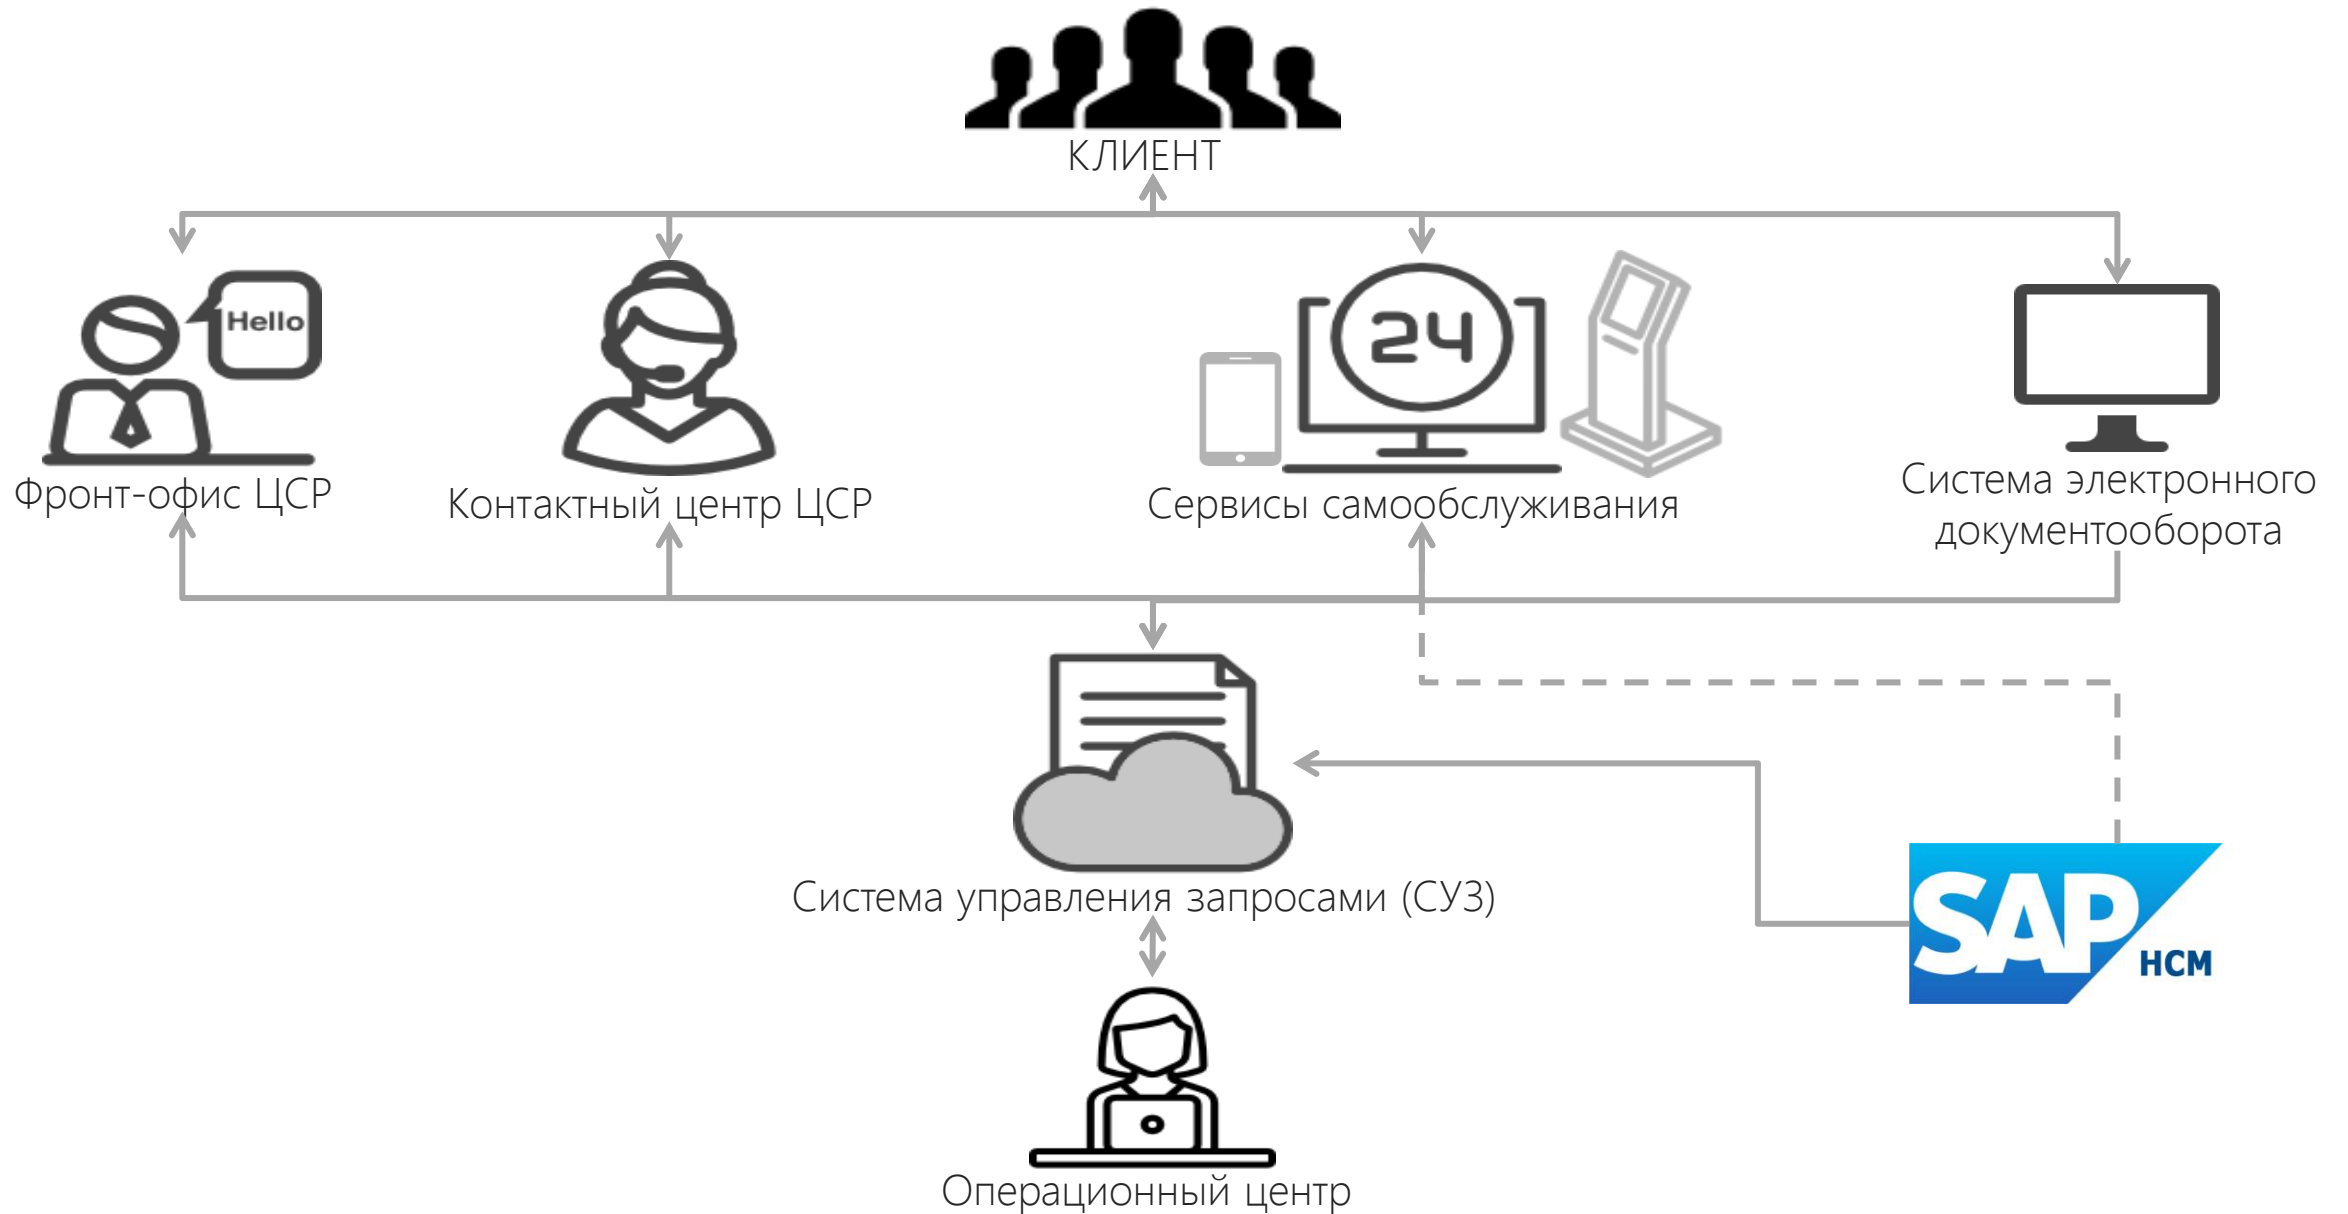 КЛИЕНТ
Hello
24
Фронт-офис ЦСР
Контактный центр ЦСР
Сервисы самообслуживания
Система электронного
документооборота
Система управления запросами (СУЗ)
SAP
HCM
Операционный центр